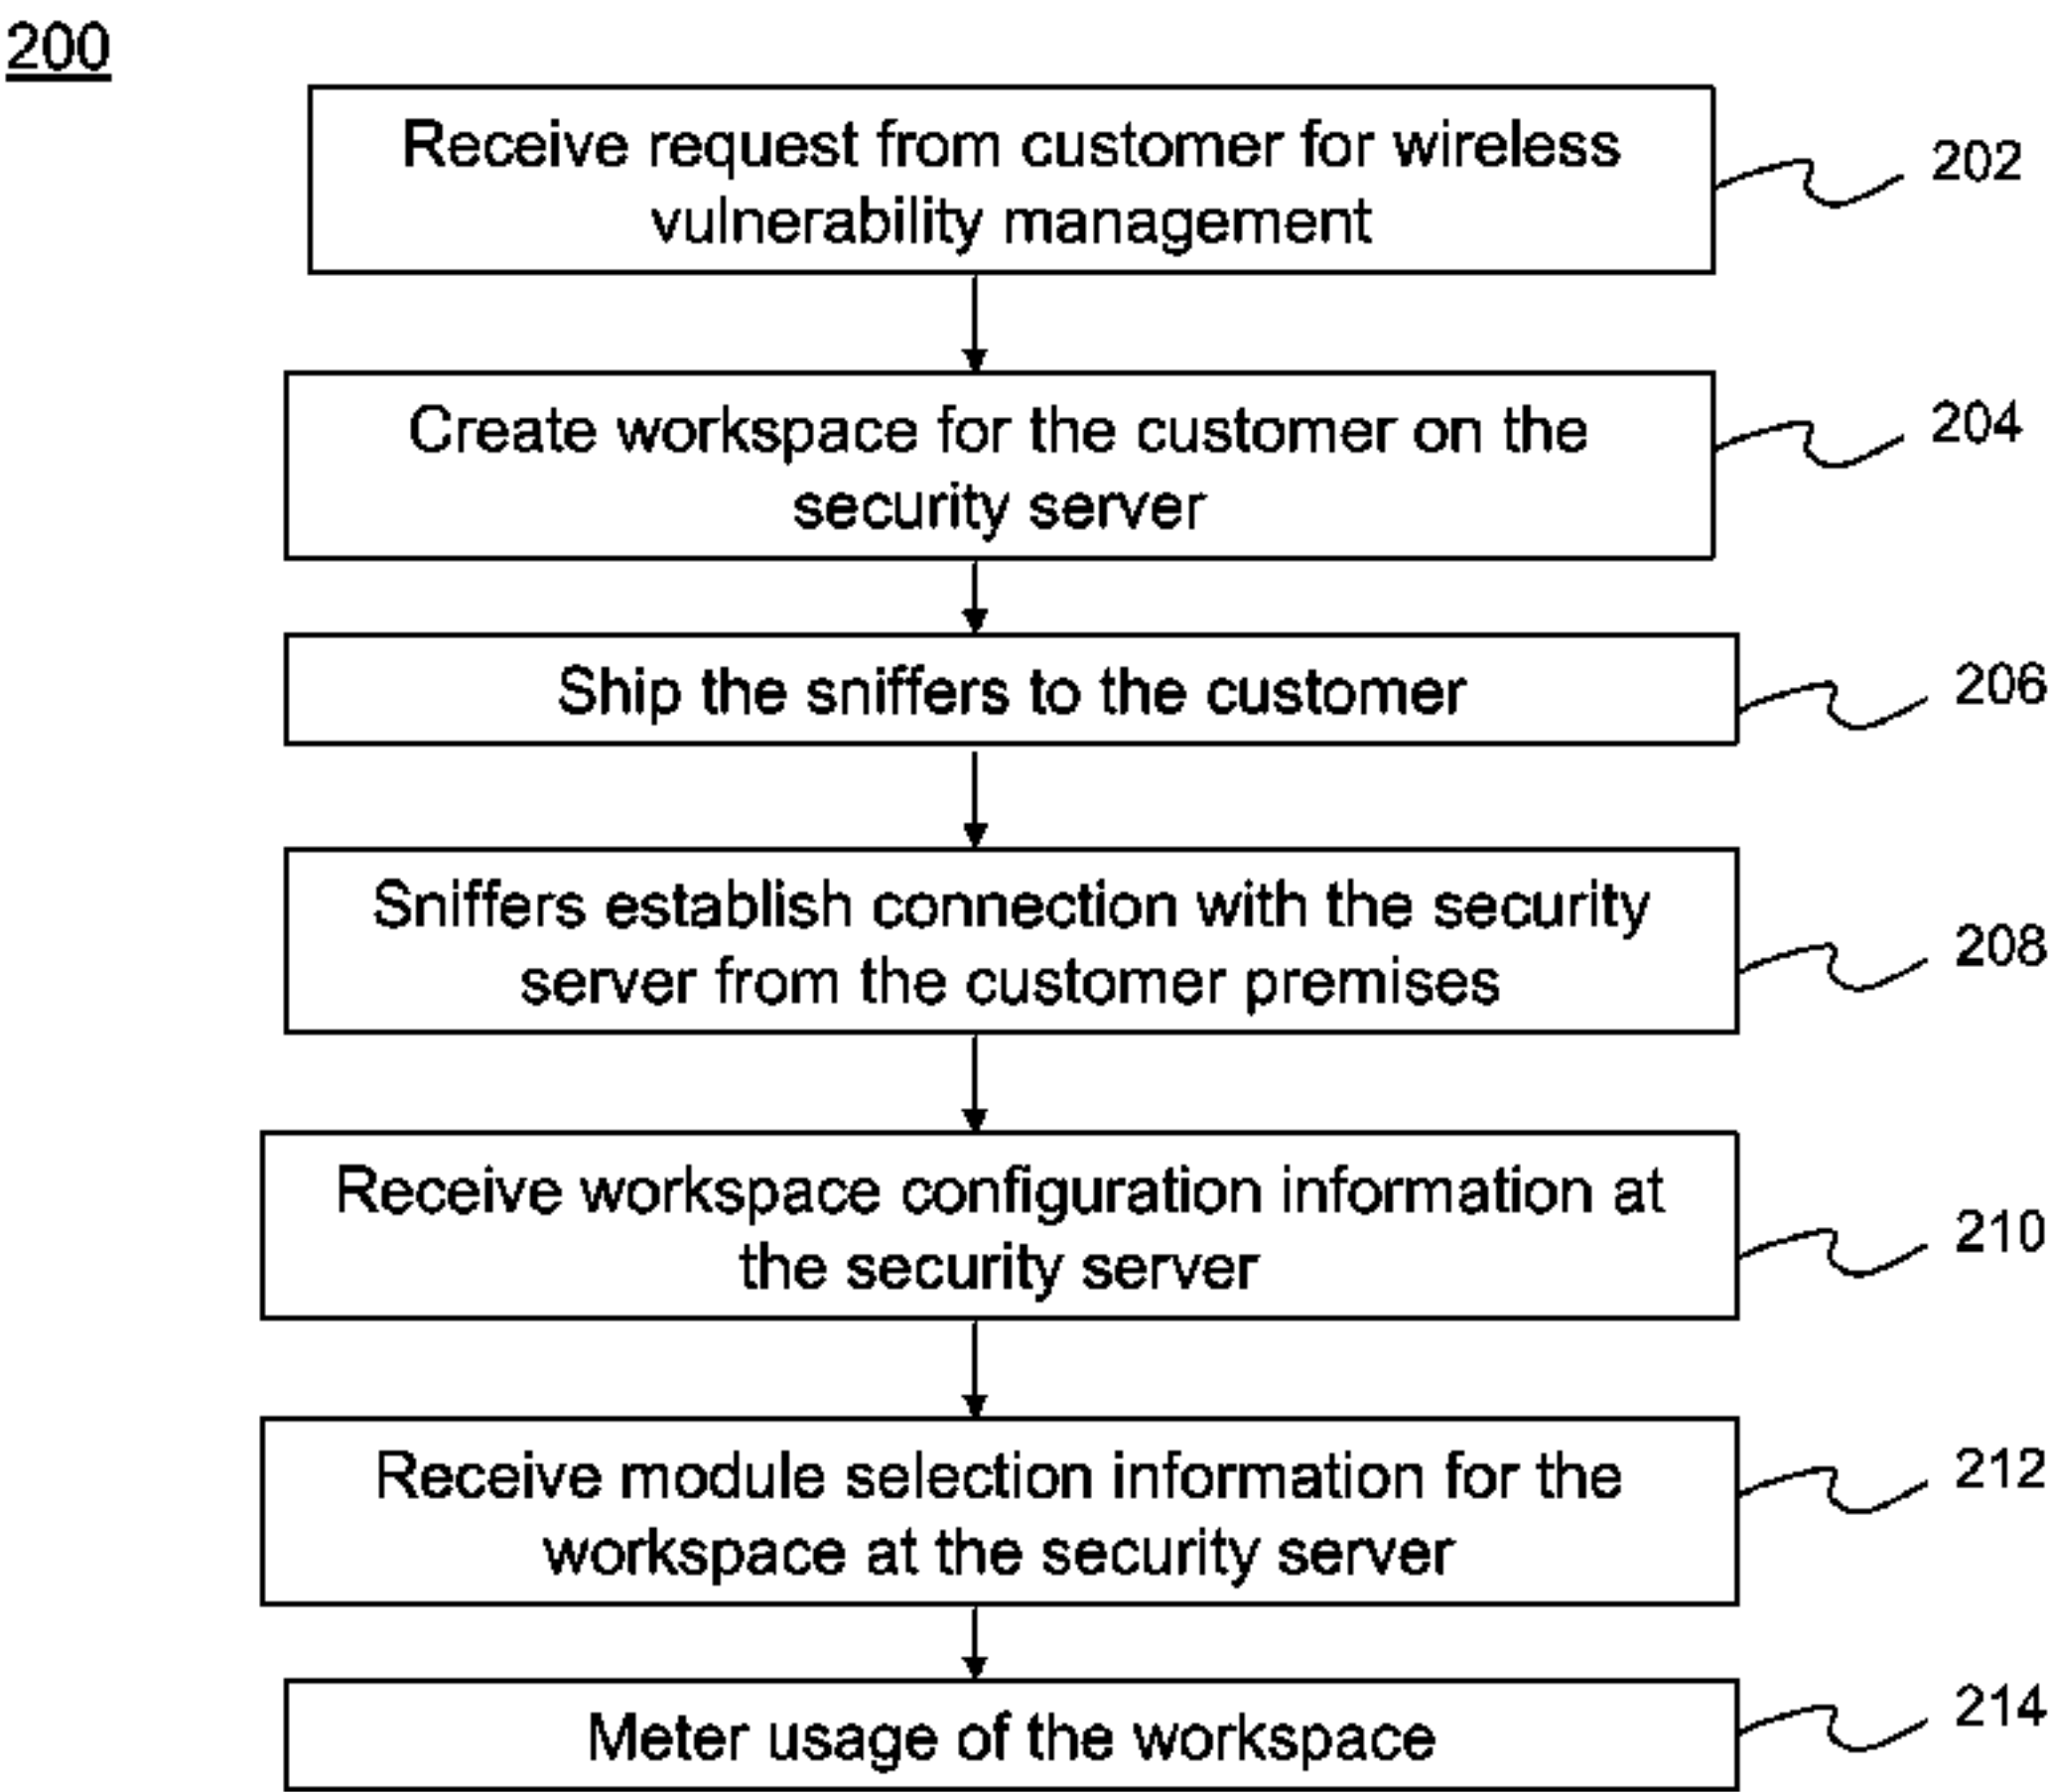 200
Receive request from customer for wireless
vulnerability management
202
Create workspace for the customer on the
security server
204
Ship the sniffers to the customer
206
Sniffers establish connection with the security
server from the customer premises
208
Receive workspace configuration information at
the security server
210
Receive module selection information for the
workspace at the security server
212
Meter usage of the workspace
214